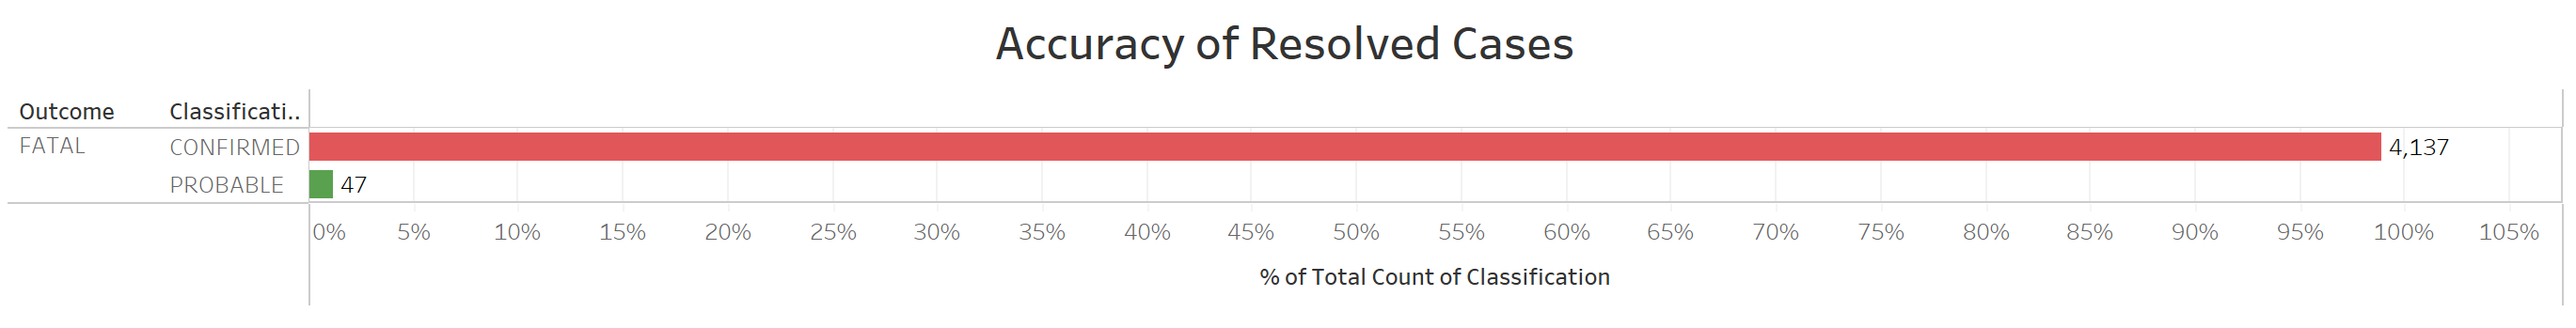 Accuracy of Resolved Cases
Outcome Classificati..
FATAL CONFIRMED 4,137
PROBABLE 47
0% 5% 10% 15% 20% 25% 30% 35% 40% 45% 50% 55% 60% 65% 70% 75% 80% 85% 90% 95% 100% 105%
% of Total Count of Classification